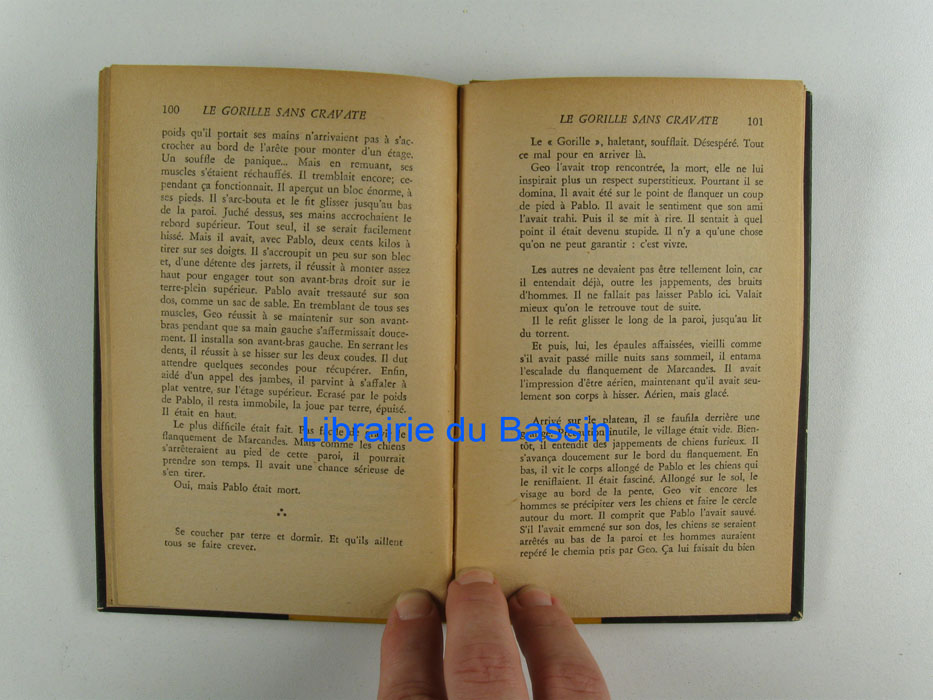 100 LE GORILLE SANS CRAVATE
poids qu'il portait ses mains n'arrivaient pas à s'ac-
crocher au bord de l'arête pour monter d'un étage.
Un souffle de panique... Mais en remuant, ses
muscles s'étaient réchauffés. Il tremblait encore; ce-
pendant ça fonctionnait. Il aperçut un bloc énorme, à
ses pieds. Il s'arc-bouta et le fit glisser jusqu'au bas
de la paroi. Juché dessus, ses mains accrochaient le
rebord supérieur. Tout seul, il se serait facilement
hissé. Mais il avait, avec Pablo, deux cents kilos à
tirer sur ses doigts. Il s'accroupit un peu sur son bloc
et, d'une détente des jarrets, il réussit à monter assez
haut pour engager tout son avant-bras droit sur le
terre-plein supérieur. Pablo avait tressauté sur son
dos, comme un sac de sable. En tremblant de tous ses
muscles, Geo réussit à se maintenir sur son avant-
bras pendant que sa main gauche s'affermissait douce-
ment. Il installa son avant-bras gauche. En serrant les
dents, il réussit à se hisser sur les deux coudes. Il dut
attendre quelques secondes pour récupérer. Enfin,
aidé d'un appel des jambes, il parvint à s'affaler à
plat ventre, sur l'étage supérieur. Ecrasé par le poids
de Pablo, il resta immobile, la joue par terre, épuisé.
Il était en haut.
Le plus difficile était fait. Pas facile de
flanquement de Marcandes. Mais comme les chiens
s'arrêteraient au pied de cette paroi, il pourrait
prendre son temps. Il avait une chance sérieuse de
s'en tirer.
Oui, mais Pablo était mort.
Se coucher par terre et dormir. Et qu'ils aillent
tous se faire crever.
LE GORILLE SANS CRAVATE 101
Le « Gorille », haletant, soufflait. Désespéré. Tout
ce mal pour en arriver là.
Geo l'avait trop rencontrée, la mort, elle ne lui
inspirait plus un respect superstitieux. Pourtant il se
domina. Il avait été sur le point de flanquer un coup
de pied à Pablo. Il avait le sentiment que son ami
l'avait trahi. Puis il se mit à rire. Il sentait à quel
point il était devenu stupide. Il n'y a qu'une chose
qu'on ne peut garantir : c'est vivre.
Les autres ne devaient pas être tellement loin, car
il entendait déjà, outre les jappements, des bruits
d'hommes. Il ne fallait pas laisser Pablo ici. Valait
mieux qu'on le retrouve tout de suite.
Il le refit glisser le long de la paroi, jusqu'au lit
du torrent.
Et puis, lui, les épaules affaissées, vieilli comme
s'il avait passé mille nuits sans sommeil, il entama
l'escalade du flanquement de Marcandes. Il avait
l'impression d'être aérien, maintenant qu'il avait seu-
lement son corps à hisser. Aérien, mais glacé.
Arrivé sur le plateau, il se faufila derrière une
grange. Précaution inutile, le village était vide. Bien-
tôt, il entendit des jappements de chiens furieux. Il
s'avança doucement sur le bord du flanquement. En
bas, il vit le corps allongé de Pablo et les chiens qui
le reniflaient. Il était fasciné. Allongé sur le sol, le
visage au bord de la pente, Geo vit encore les
hommes se précipiter vers les chiens et faire le cercle
autour du mort. Il comprit que Pablo l'avait sauvé.
S'il l'avait emmené sur son dos, les chiens se seraient
arrêtés au bas de la paroi et les hommes auraient
repéré le chemin pris par Geo. Ça lui faisait du bien
Librairie du Bassin